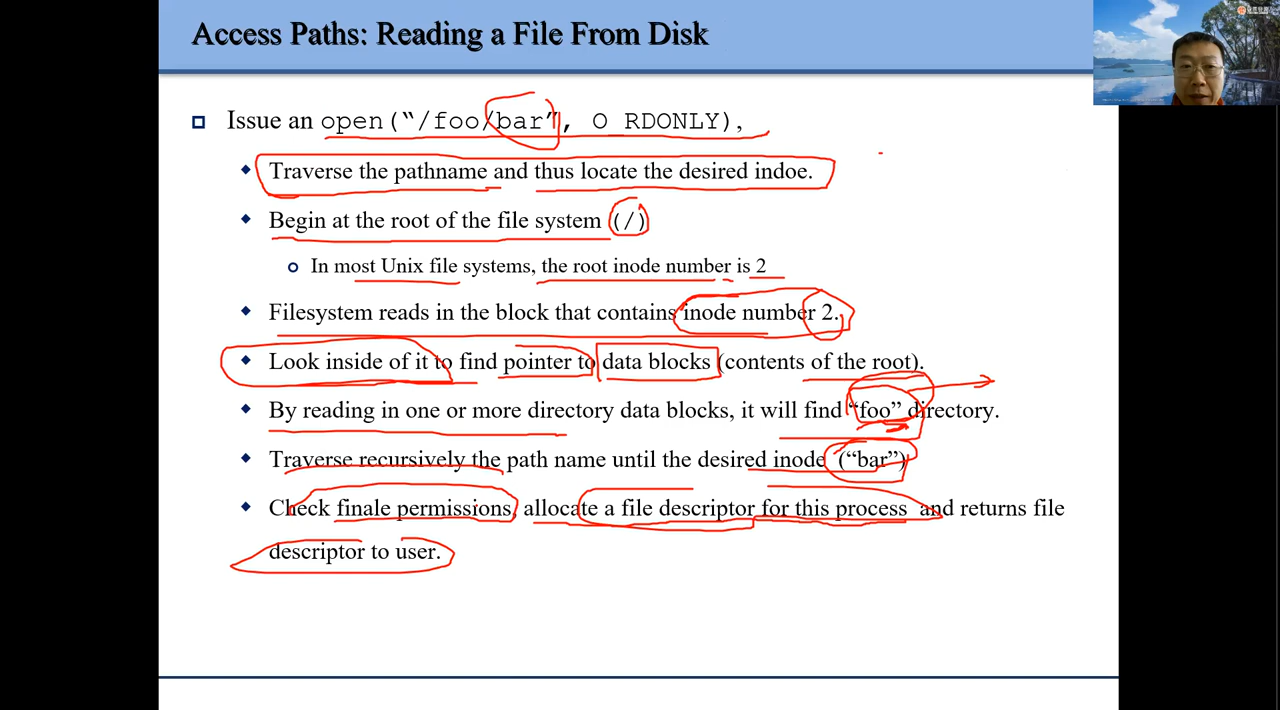 Access Paths: Reading a File From Disk
Issue an open(“/foo/bar”, O RDONLY),
Traverse the pathname and thus locate the desired indoe.
Begin at the root of the file system (/)
In most Unix file systems, the root inode number is 2
Filesystem reads in the block that contains inode number 2.
Look inside of it to find pointer to data blocks (contents of the root).
By reading in one or more directory data blocks, it will find “foo” directory.
Traverse recursively the path name until the desired inode (“bar”)
Check finale permissions, allocate a file descriptor for this process and returns file
descriptor to user.